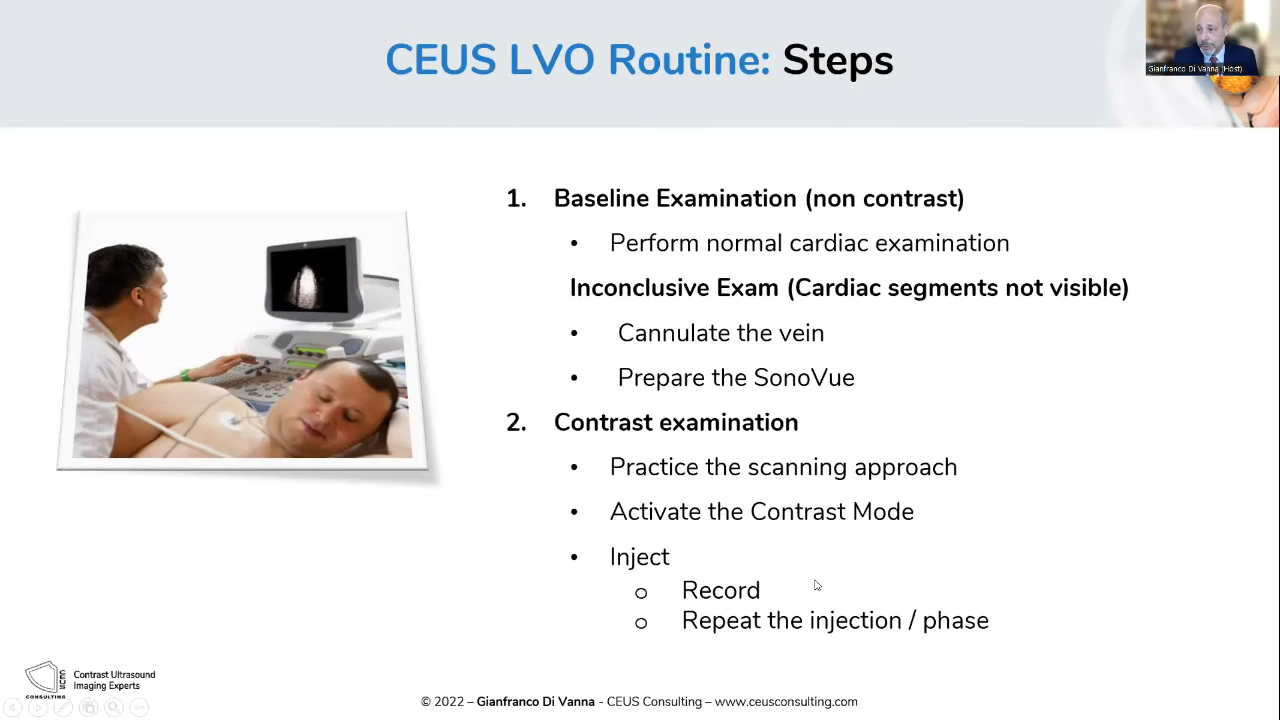 CEUS LVO Routine: Steps
Gianfranco Di Vanna (Host)
1. Baseline Examination (non contrast)
• Perform normal cardiac examination
Inconclusive Exam (Cardiac segments not visible)
• Cannulate the vein
• Prepare the SonoVue
2. Contrast examination
• Practice the scanning approach
• Activate the Contrast Mode
• Inject
o Record
o Repeat the injection / phase
CEUS
CONSULTING
Contrast Ultrasound
Imaging Experts
© 2022 – Gianfranco Di Vanna - CEUS Consulting – www.ceusconsulting.com